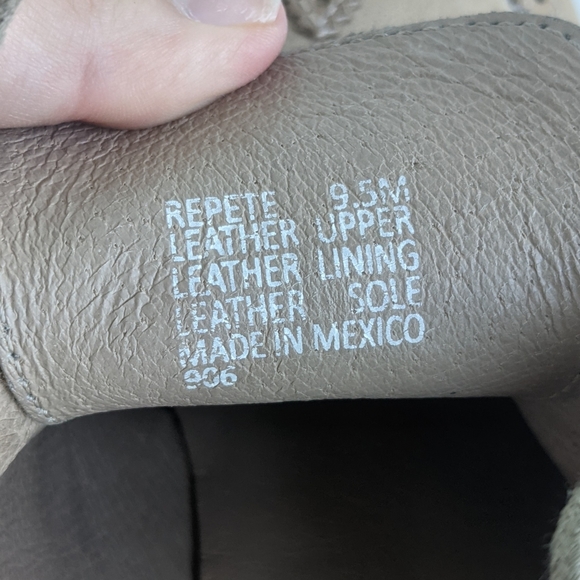 REPETE 9.5M
LEATHER UPPER
LEATHER LINING
LEATHER SOLE
MADE IN MEXICO
906